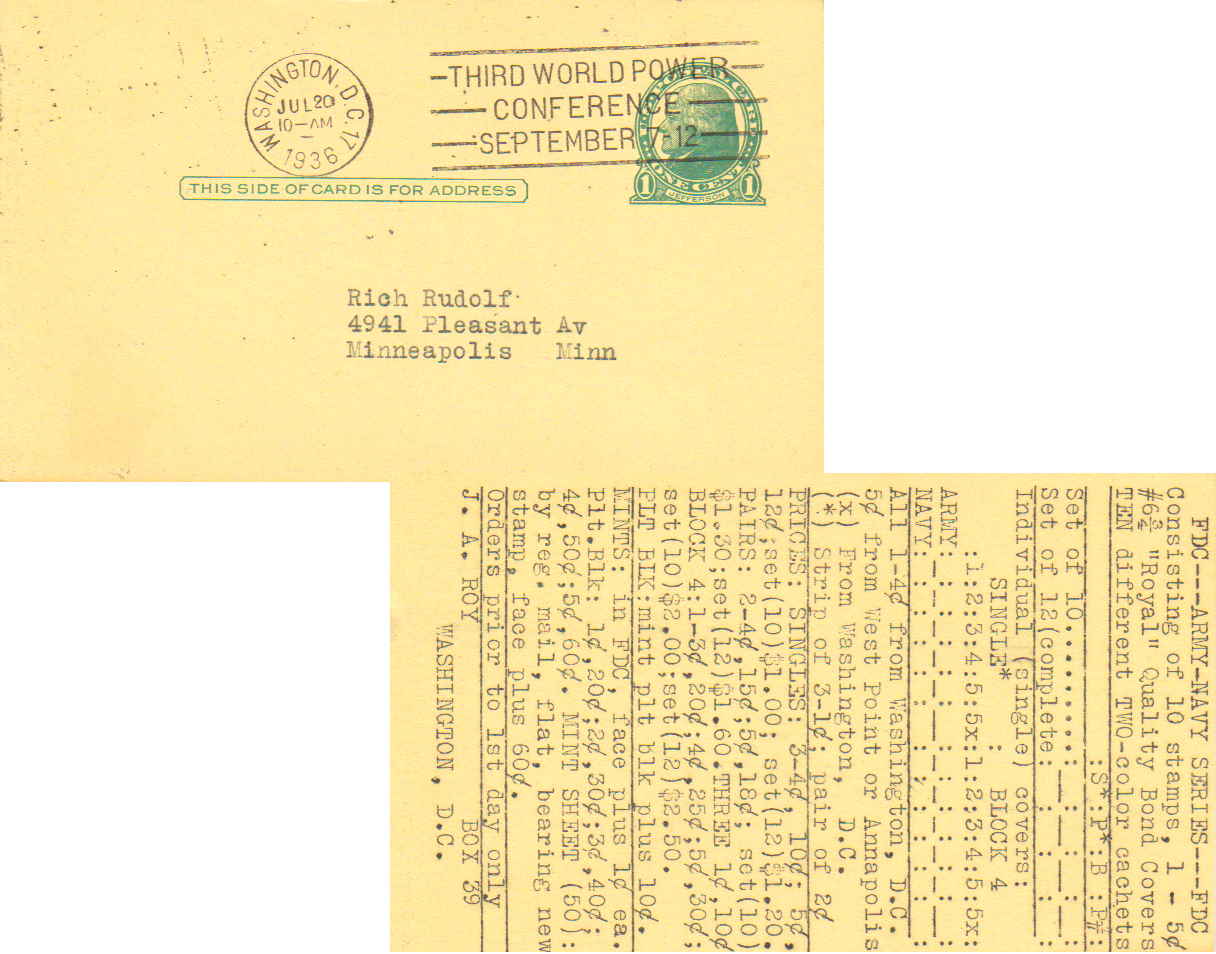 WASHINGTON, D.C. 17
JUL 20
10-AM
1936
THIRD WORLD POWER
CONFERENCE
SEPTEMBER 7-12
THIS SIDE OF CARD IS FOR ADDRESS
1 ONE CENT 1
JEFFERSON
Rich Rudolf
4941 Pleasant Av
Minneapolis Minn
FDC---ARMY-NAVY SERIES---FDC
Consisting of 10 stamps, 1 - 5¢
#6¾ "Royal" Quality Bond Covers
TEN different TWO-color cachets
:S*:P*:B :P#:
Set of 10.........:—:—:—:—:
Set of 12(complete:—:—:—:—:
Individual (single) covers:
SINGLE* : BLOCK 4
:1:2:3:4:5:5x:1:2:3:4:5:5x:
ARMY:—:—:—:—:—:—:—:—:—:—:—:—:
NAVY:—:—:—:—:—:—:—:—:—:—:—:—:
All 1-4¢ from Washington, D.C.
5¢ from West Point or Annapolis
(x) From Washington, D.C.
(*) Strip of 3-1¢; pair of 2¢
PRICES: SINGLES: 3-4¢, 10¢; 5¢,
12¢;set(10)$1.00; set(12)$1.20.
PAIRS: 2-4¢,15¢;5¢,18¢; set(10)
$1.30;set(12)$1.60.THREE 1¢,10¢
BLOCK 4:1-3¢,20¢;4¢,25¢;5¢,30¢;
set(10)$2.00;set(12)$2.50.
PLT BLK:mint plt blk plus 10¢.
MINTS: in FDC, face plus 1¢ ea.
Plt.Blk: 1¢,20¢;2¢,30¢;3¢,40¢;
4¢,50¢;5¢,60¢. MINT SHEET (50):
by reg. mail, flat, bearing new
stamp, face plus 60¢.
Orders prior to 1st day only
J. A. ROY BOX 39
WASHINGTON, D.C.